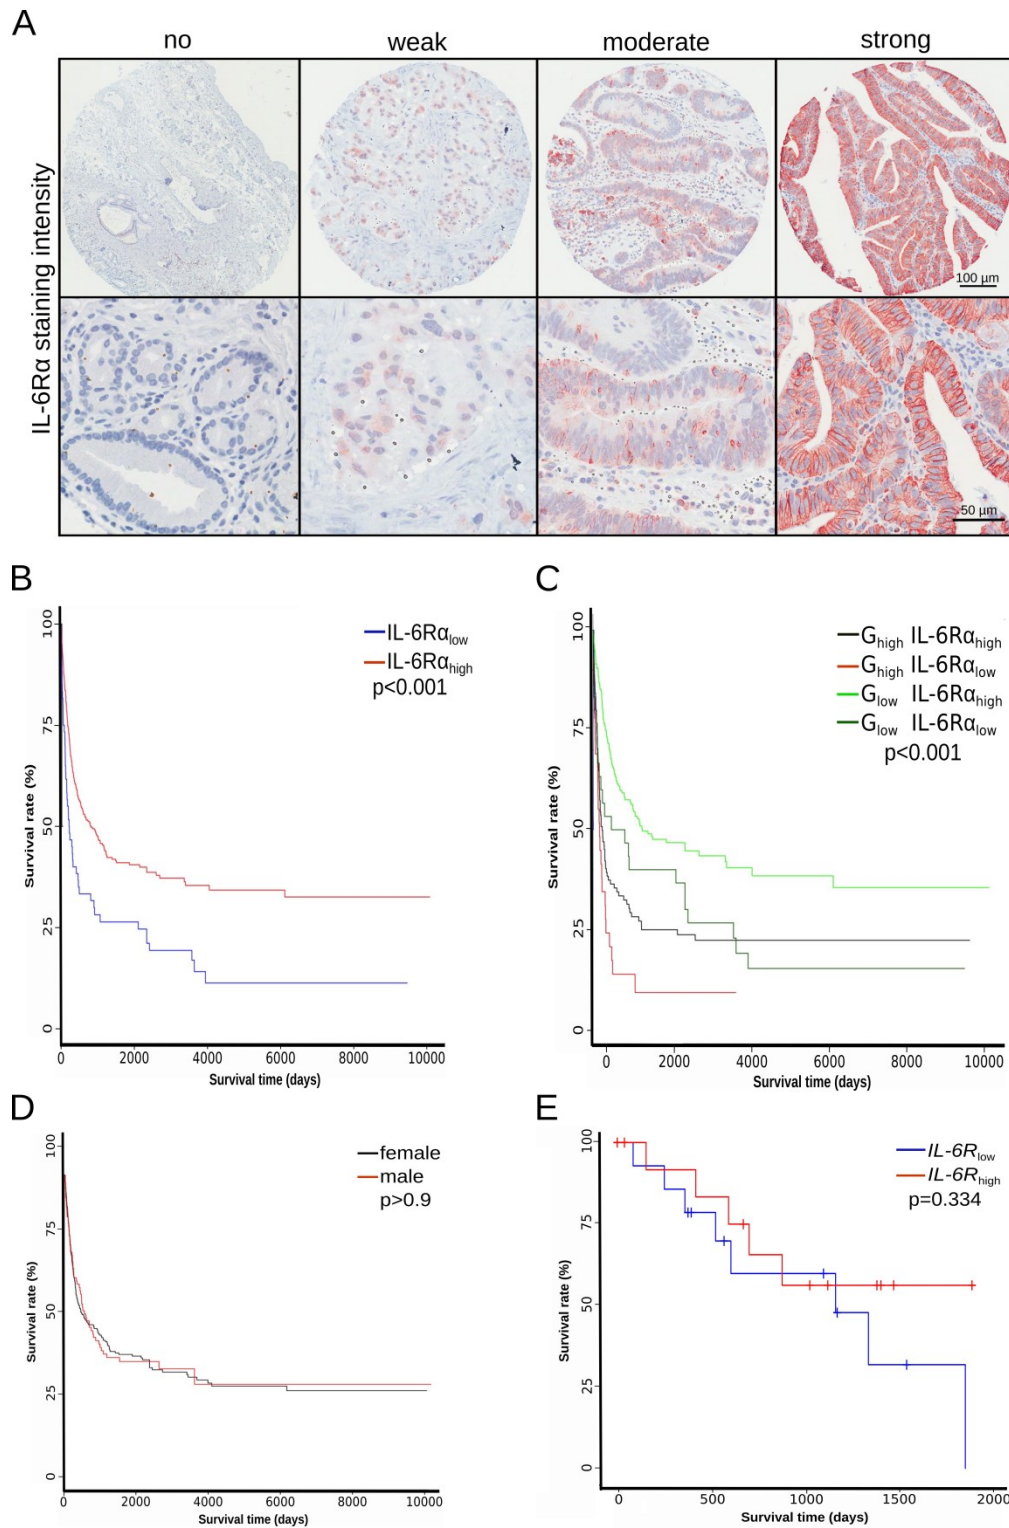 A
no weak moderate strong
IL-6Rα staining intensity
100 µm
50 µm
B
100
75
50
25
0
Survival rate (%)
IL-6Rαlow
IL-6Rαhigh
p<0.001
0 2000 4000 6000 8000 10000
Survival time (days)
C
100
75
50
25
0
Survival rate (%)
Ghigh IL-6Rαhigh
Ghigh IL-6Rαlow
Glow IL-6Rαhigh
Glow IL-6Rαlow
p<0.001
0 2000 4000 6000 8000 10000
Survival time (days)
D
100
75
50
25
0
Survival rate (%)
female
male
p>0.9
0 2000 4000 6000 8000 10000
Survival time (days)
E
100
75
50
25
0
Survival rate (%)
IL-6Rlow
IL-6Rhigh
p=0.334
0 500 1000 1500 2000
Survival time (days)